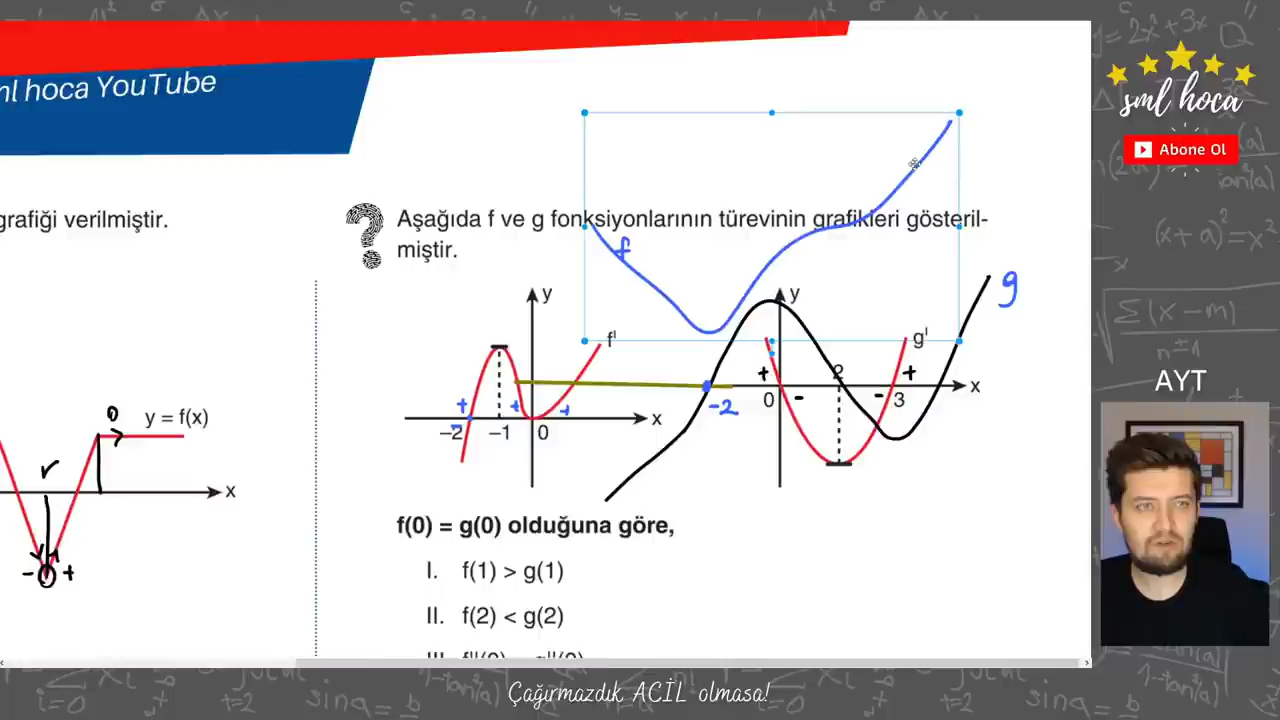 ml hoca YouTube
grafiği verilmiştir.
y = f(x)
x
0
- +
Aşağıda f ve g fonksiyonlarının türevinin grafikleri gösteril-
miştir.
f
g
y
f'
x
-2
-1
0
+ + +
y
g'
x
0
2
3
-2
+ - - +
f(0) = g(0) olduğuna göre,
I. f(1) > g(1)
II. f(2) < g(2)
sml hoca
Abone Ol
AYT
Çağırmazdık ACİL olmasa!